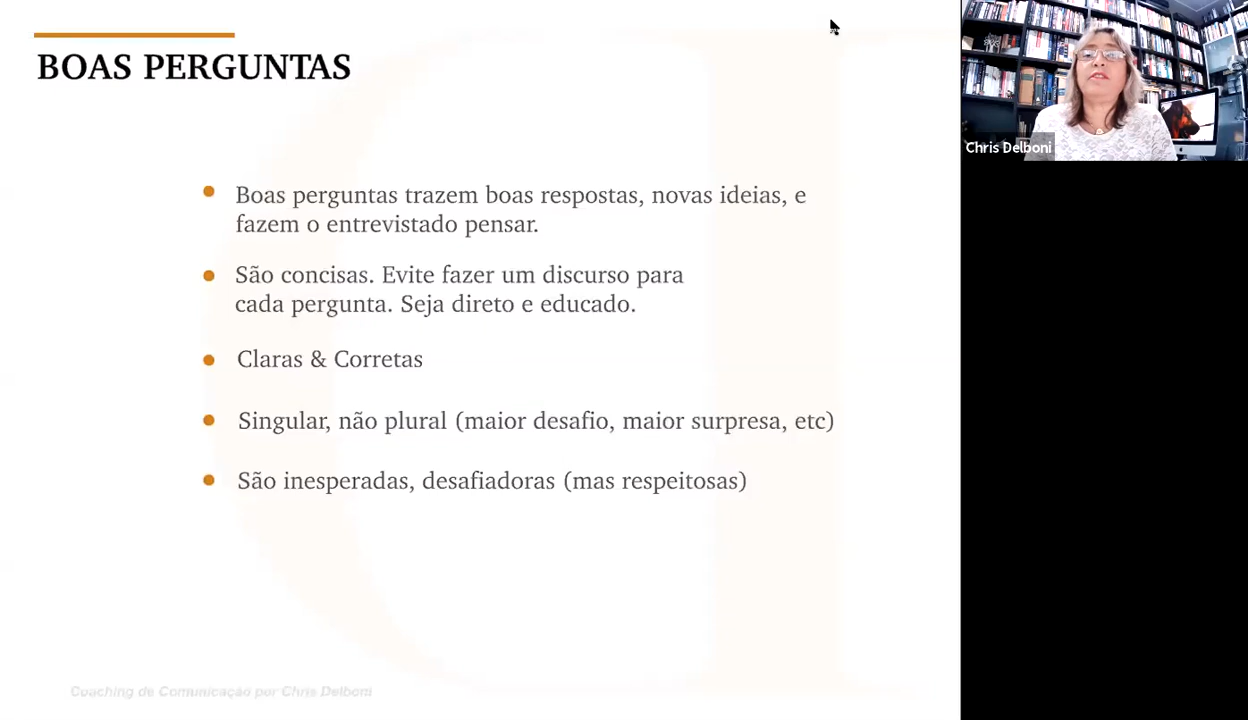 BOAS PERGUNTAS
Boas perguntas trazem boas respostas, novas ideias, e
fazem o entrevistado pensar.
São concisas. Evite fazer um discurso para
cada pergunta. Seja direto e educado.
Claras & Corretas
Singular, não plural (maior desafio, maior surpresa, etc)
São inesperadas, desafiadoras (mas respeitosas)
Coaching de Comunicação por Chris Delboni
Chris Delboni